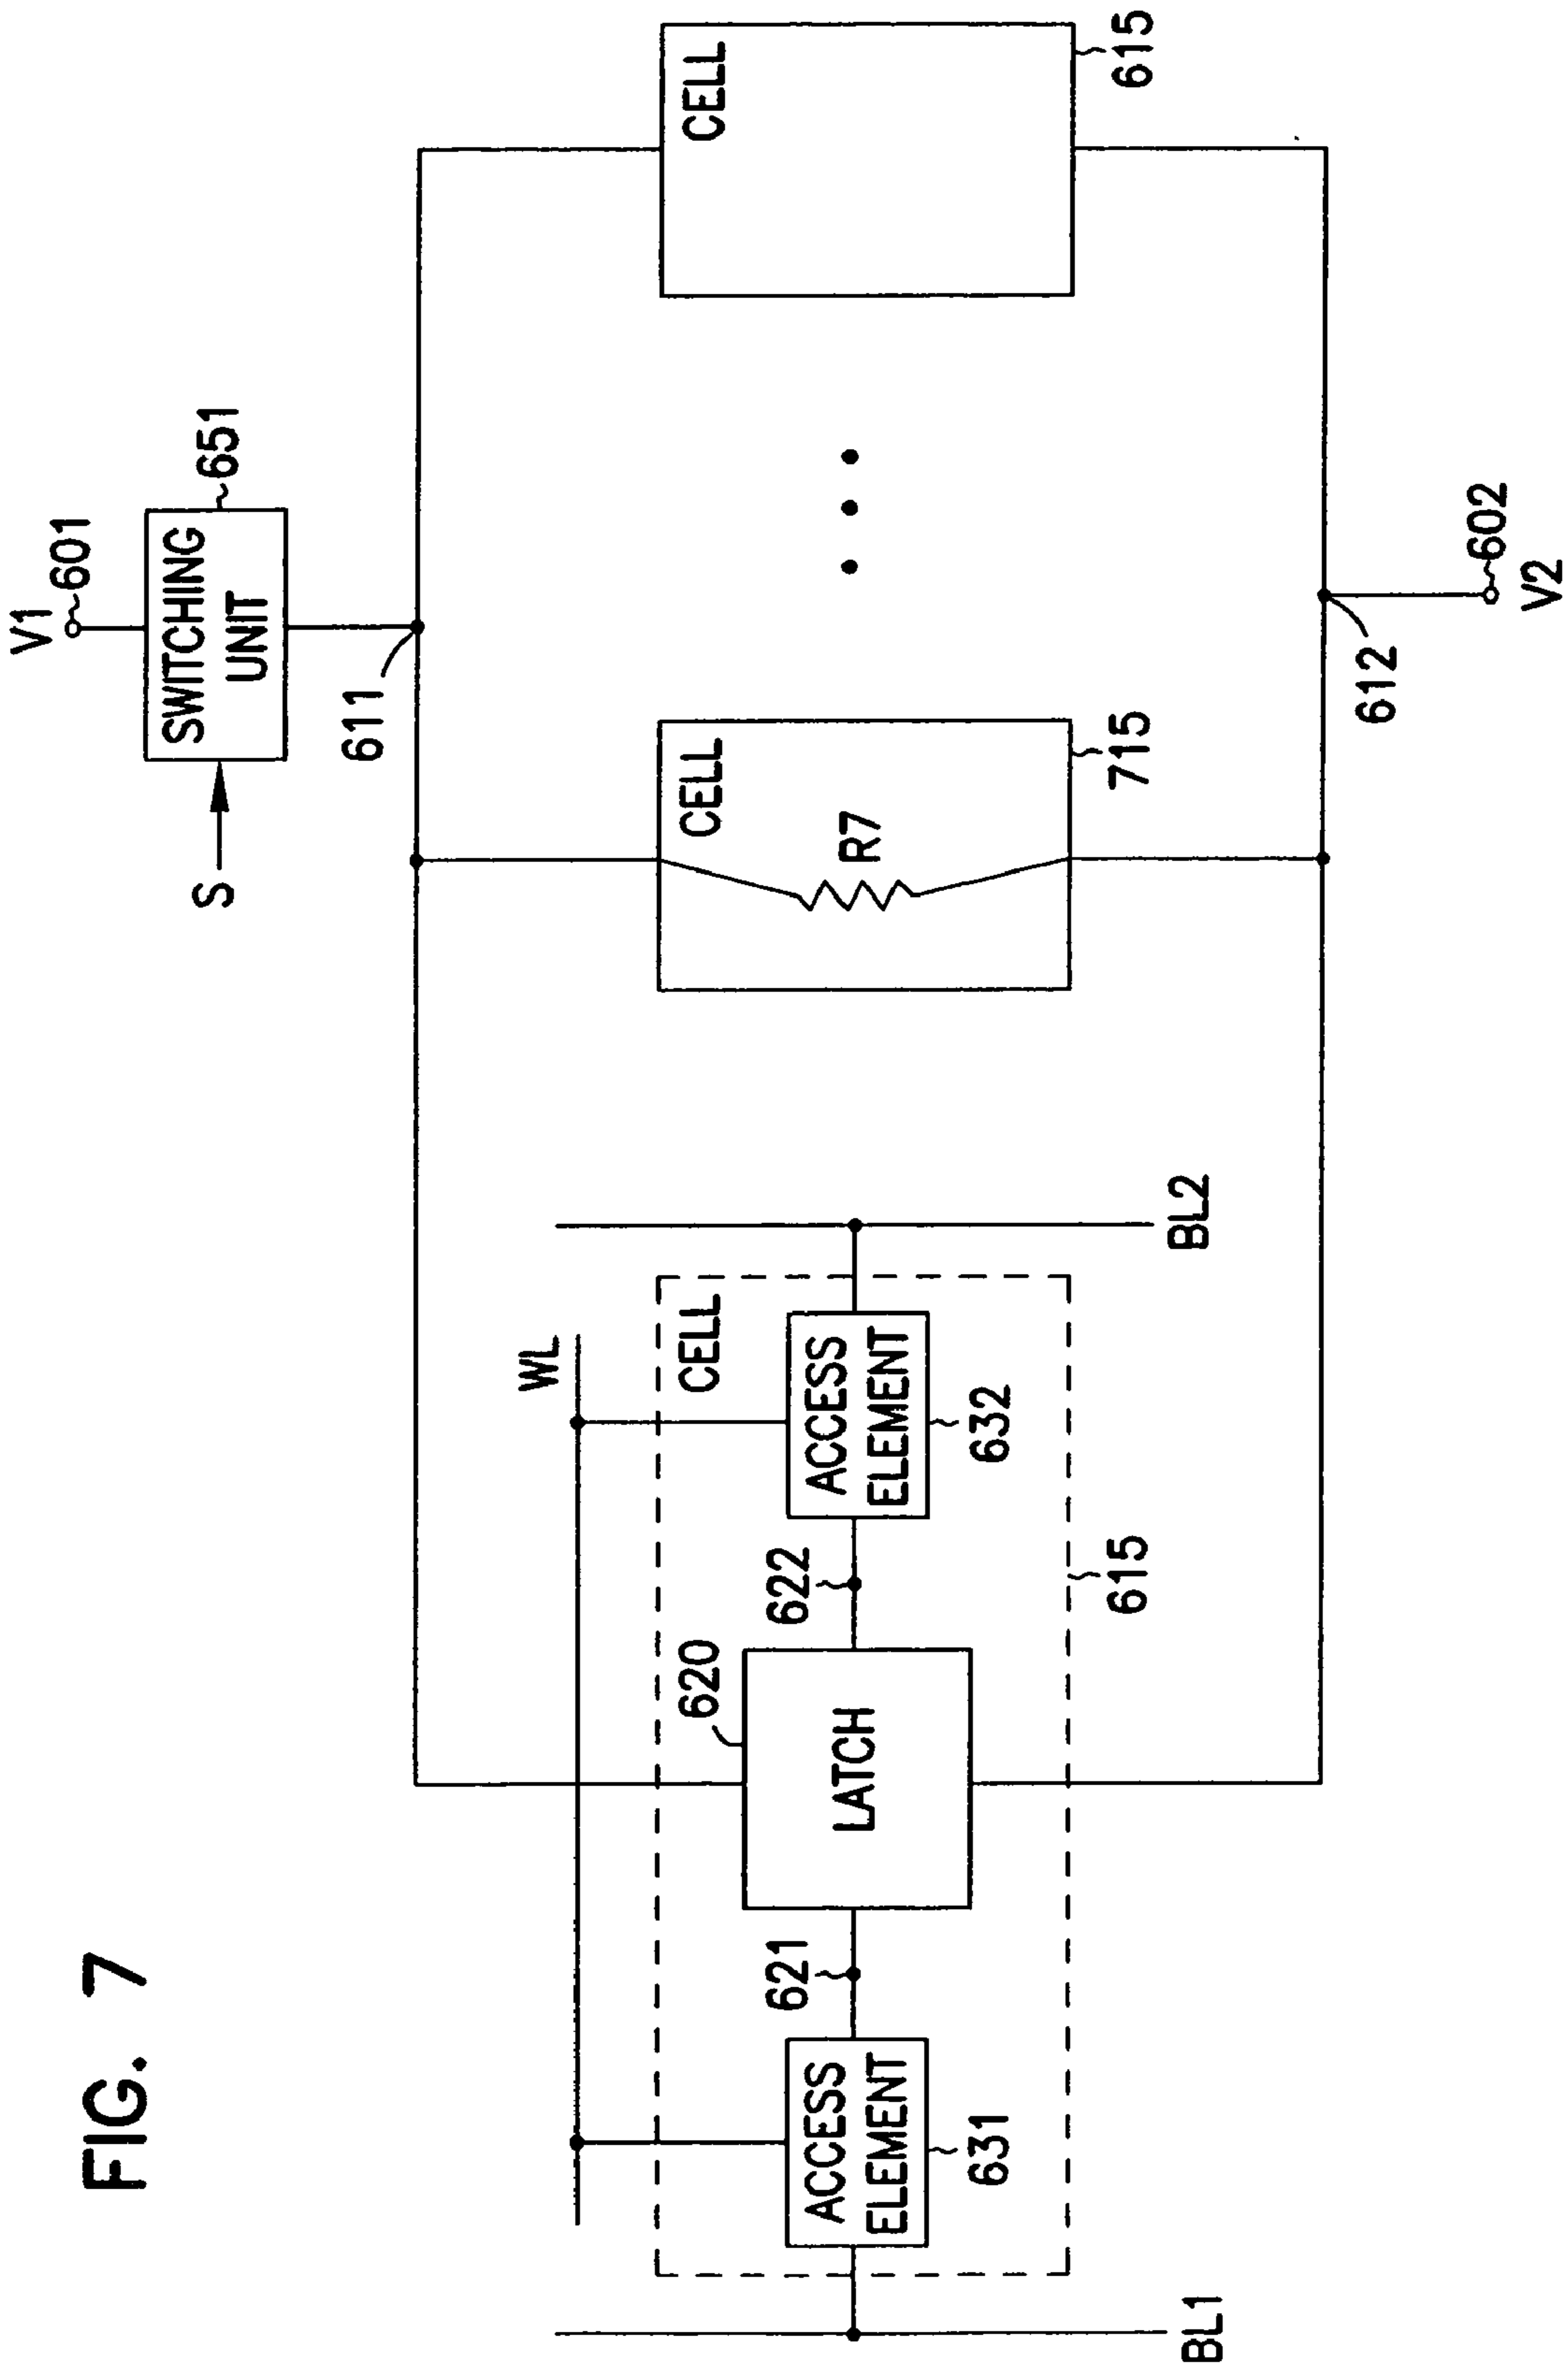 FIG. 7
V1
601
S
SWITCHING
UNIT
651
611
WL
620
CELL
621
622
ACCESS
ELEMENT
LATCH
ACCESS
ELEMENT
631
632
615
BL1
BL2
CELL
R7
715
CELL
615
612
602
V2